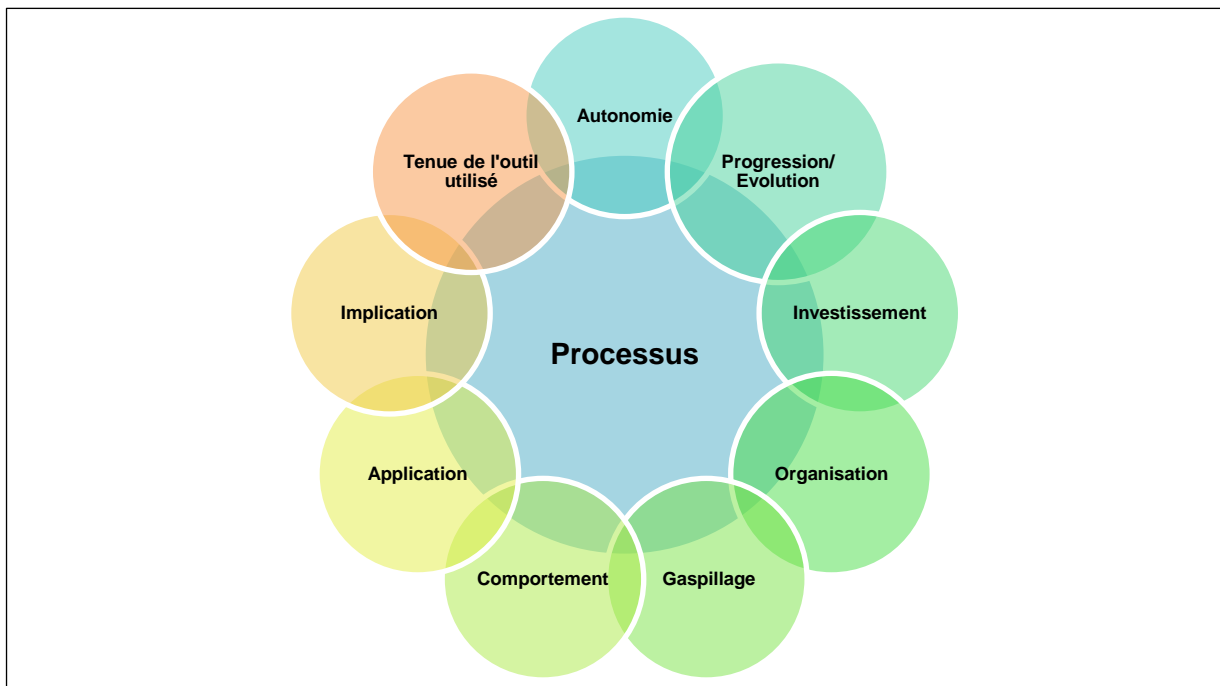 Autonomie
Progression/
Evolution
Tenue de l'outil
utilisé
Investissement
Implication
Processus
Organisation
Application
Gaspillage
Comportement